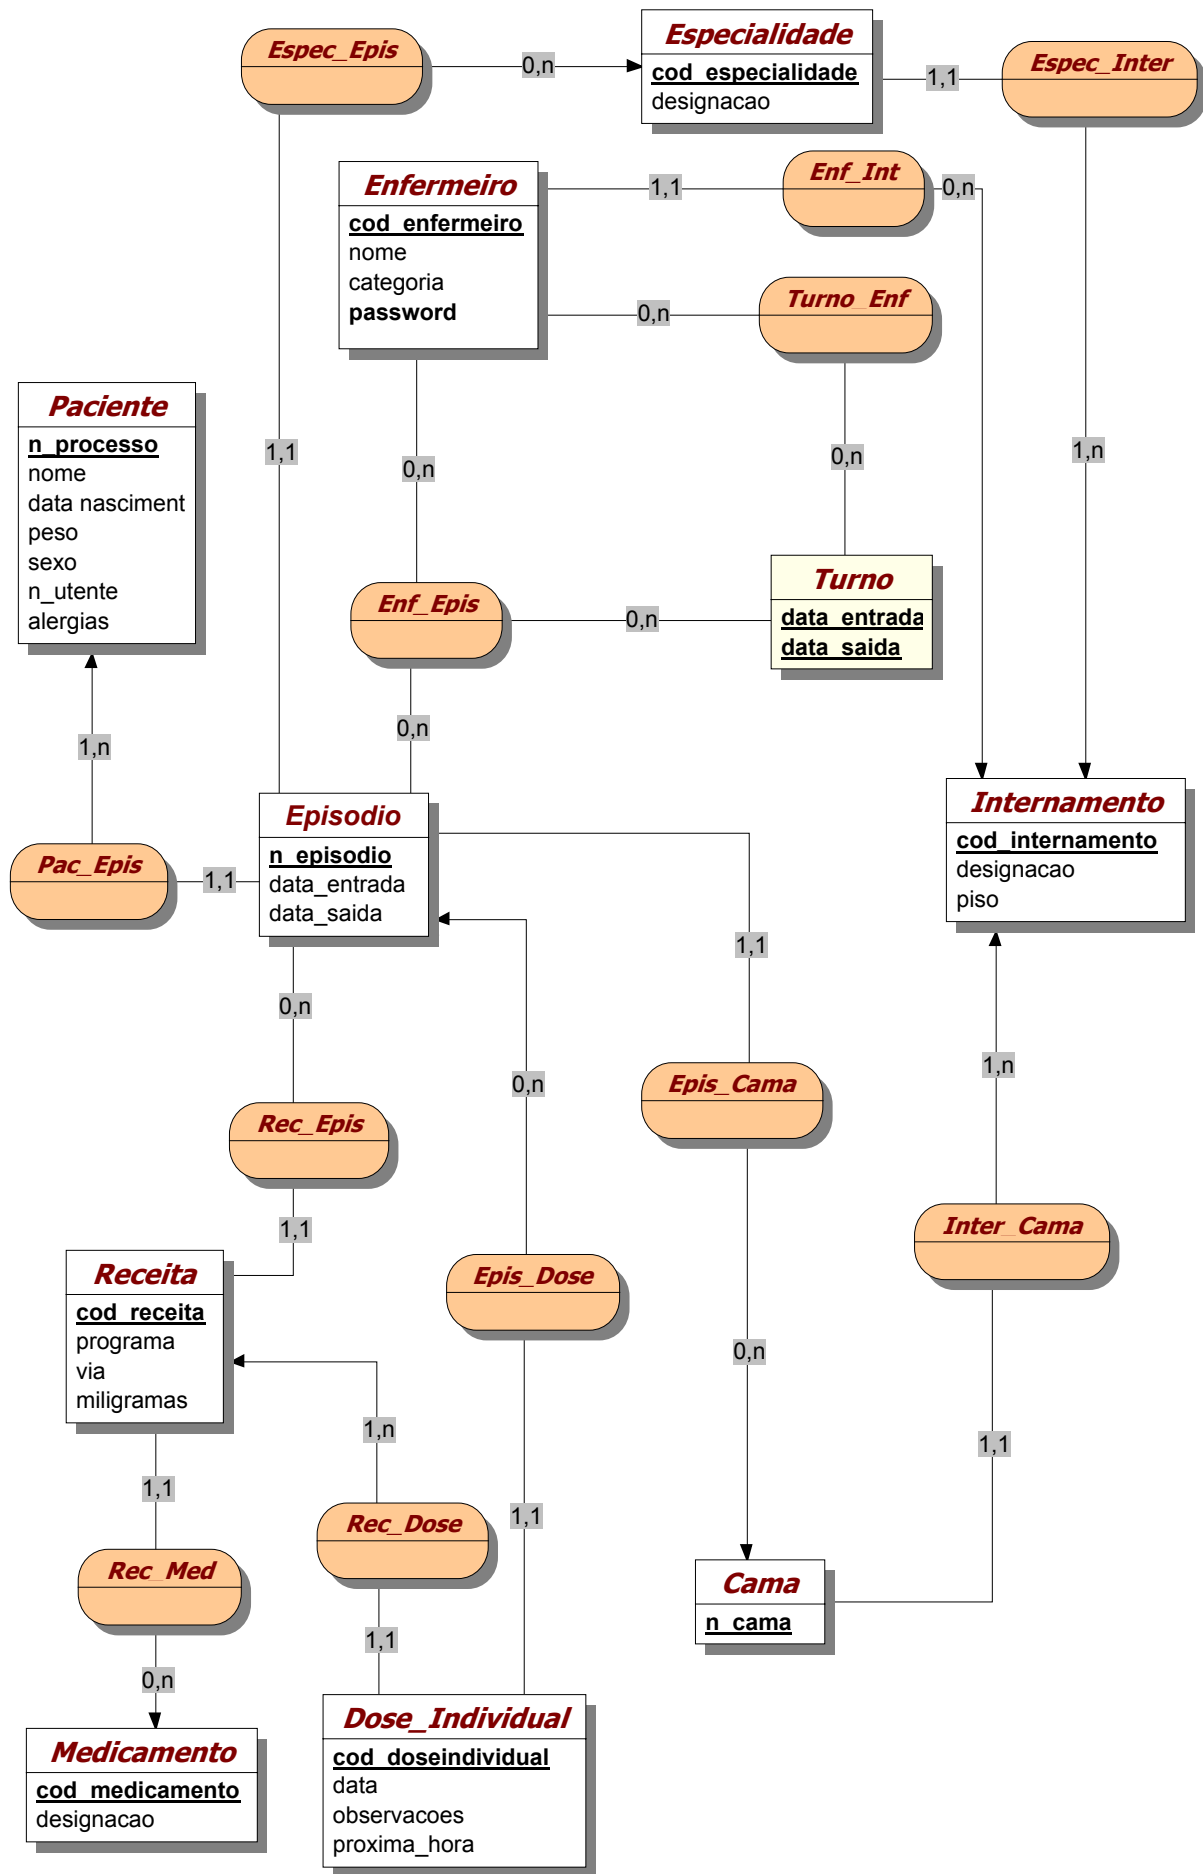 Espec_Epis
0,n
Especialidade
cod_especialidade
designacao
1,1
Espec_Inter
Enfermeiro
cod_enfermeiro
nome
categoria
password
1,1
Enf_Int
0,n
0,n
Turno_Enf
Paciente
n_processo
nome
data nasciment
peso
sexo
n_utente
alergias
1,1
0,n
0,n
1,n
Enf_Epis
0,n
Turno
data_entrada
data_saida
1,n
0,n
Pac_Epis
1,1
Episodio
n_episodio
data_entrada
data_saida
Internamento
cod_internamento
designacao
piso
0,n
1,1
0,n
1,n
Rec_Epis
Epis_Cama
1,1
Inter_Cama
Receita
cod_receita
programa
via
miligramas
Epis_Dose
0,n
1,n
1,1
1,1
1,1
Rec_Med
Rec_Dose
Cama
n_cama
1,1
0,n
Medicamento
cod_medicamento
designacao
Dose_Individual
cod_doseindividual
data
observacoes
proxima_hora